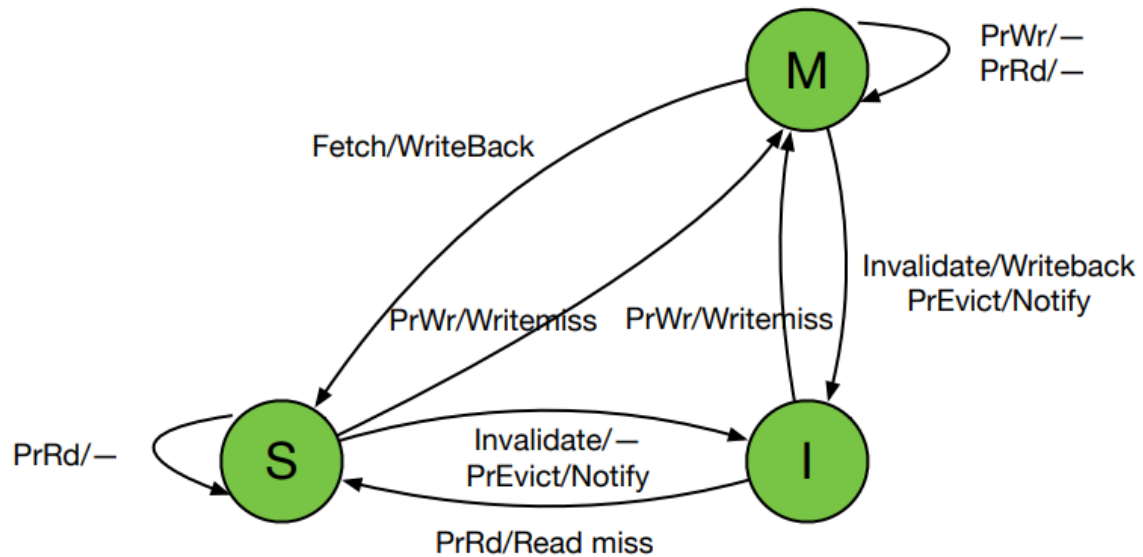 M
PrWr/—
PrRd/—
Fetch/WriteBack
Invalidate/Writeback
PrEvict/Notify
PrWr/Writemiss
PrWr/Writemiss
PrRd/—
S
Invalidate/—
PrEvict/Notify
I
PrRd/Read miss